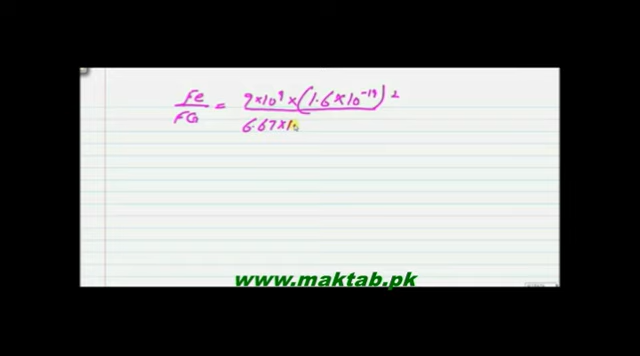 Fe/FG = 9×10⁹ × (1.6×10⁻¹⁹)²
6.67×1
www.maktab.pk